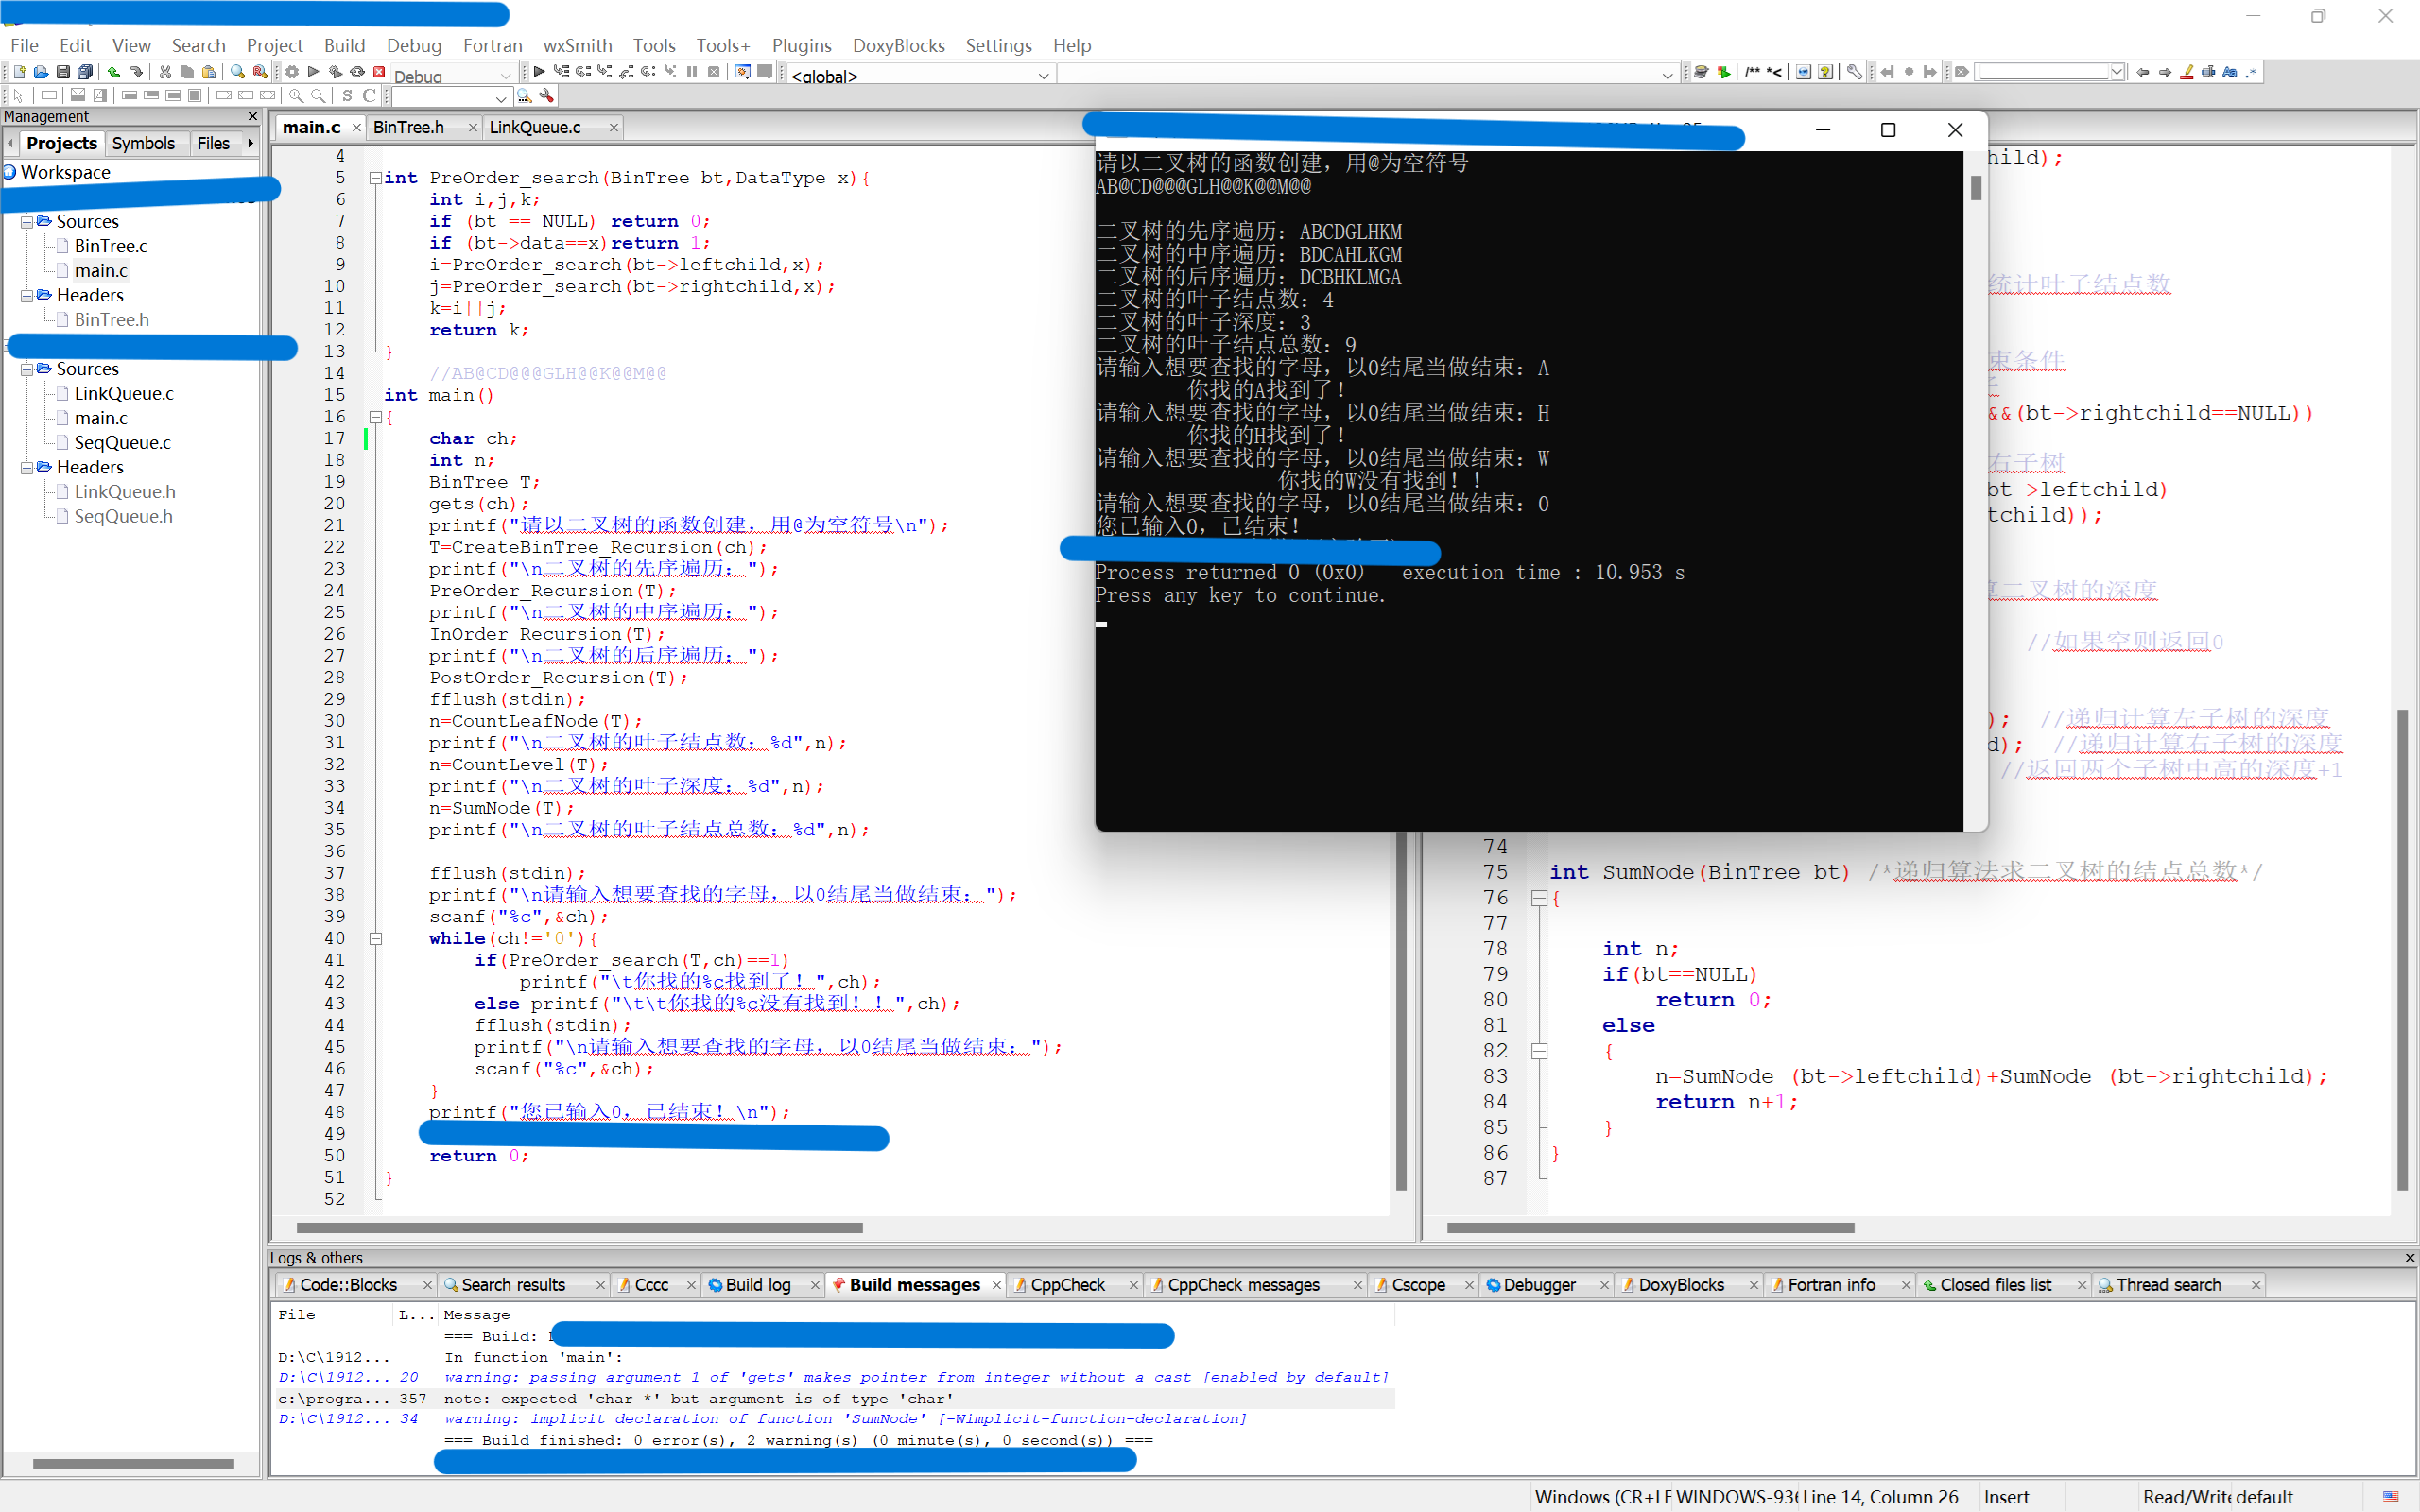 File Edit View Search Project Build Debug Fortran wxSmith Tools Tools+ Plugins DoxyBlocks Settings Help
Debug
<global>
/** *<
S C
Management
Projects Symbols Files
Workspace
Sources
BinTree.c
main.c
Headers
BinTree.h
Sources
LinkQueue.c
main.c
SeqQueue.c
Headers
LinkQueue.h
SeqQueue.h
main.c BinTree.h LinkQueue.c
4
5 int PreOrder_search(BinTree bt,DataType x){
6 int i,j,k;
7 if (bt == NULL) return 0;
8 if (bt->data==x)return 1;
9 i=PreOrder_search(bt->leftchild,x);
10 j=PreOrder_search(bt->rightchild,x);
11 k=i||j;
12 return k;
13 }
14 //AB@CD@@@GLH@@K@@M@@
15 int main()
16 {
17 char ch;
18 int n;
19 BinTree T;
20 gets(ch);
21 printf("请以二叉树的函数创建，用@为空符号\n");
22 T=CreateBinTree_Recursion(ch);
23 printf("\n二叉树的先序遍历：");
24 PreOrder_Recursion(T);
25 printf("\n二叉树的中序遍历：");
26 InOrder_Recursion(T);
27 printf("\n二叉树的后序遍历：");
28 PostOrder_Recursion(T);
29 fflush(stdin);
30 n=CountLeafNode(T);
31 printf("\n二叉树的叶子结点数：%d",n);
32 n=CountLevel(T);
33 printf("\n二叉树的叶子深度：%d",n);
34 n=SumNode(T);
35 printf("\n二叉树的叶子结点总数：%d",n);
36
37 fflush(stdin);
38 printf("\n请输入想要查找的字母，以0结尾当做结束：");
39 scanf("%c",&ch);
40 while(ch!='0'){
41 if(PreOrder_search(T,ch)==1)
42 printf("\t你找的%c找到了！",ch);
43 else printf("\t\t你找的%c没有找到！！",ch);
44 fflush(stdin);
45 printf("\n请输入想要查找的字母，以0结尾当做结束：");
46 scanf("%c",&ch);
47 }
48 printf("您已输入0，已结束！\n");
49
50 return 0;
51 }
52
请以二叉树的函数创建，用@为空符号
AB@CD@@@GLH@@K@@M@@
二叉树的先序遍历：ABCDGLHKM
二叉树的中序遍历：BDCAHLKGM
二叉树的后序遍历：DCBHKLMGA
二叉树的叶子结点数：4
二叉树的叶子深度：3
二叉树的叶子结点总数：9
请输入想要查找的字母，以0结尾当做结束：A
你找的A找到了！
请输入想要查找的字母，以0结尾当做结束：H
你找的H找到了！
请输入想要查找的字母，以0结尾当做结束：W
你找的W没有找到！！
请输入想要查找的字母，以0结尾当做结束：0
您已输入0，已结束！
Process returned 0 (0x0) execution time : 10.953 s
Press any key to continue.
hild);
统计叶子结点数
束条件
&&(bt->rightchild==NULL))
右子树
bt->leftchild)
tchild));
二叉树的深度
//如果空则返回0
); //递归计算左子树的深度
d); //递归计算右子树的深度
//返回两个子树中高的深度+1
74
75 int SumNode(BinTree bt) /*递归算法求二叉树的结点总数*/
76 {
77
78 int n;
79 if(bt==NULL)
80 return 0;
81 else
82 {
83 n=SumNode (bt->leftchild)+SumNode (bt->rightchild);
84 return n+1;
85 }
86 }
87
Logs & others
Code::Blocks Search results Cccc Build log Build messages CppCheck CppCheck messages Cscope Debugger DoxyBlocks Fortran info Closed files list Thread search
File L... Message
=== Build:
D:\C\1912... In function 'main':
D:\C\1912... 20 warning: passing argument 1 of 'gets' makes pointer from integer without a cast [enabled by default]
c:\progra... 357 note: expected 'char *' but argument is of type 'char'
D:\C\1912... 34 warning: implicit declaration of function 'SumNode' [-Wimplicit-function-declaration]
=== Build finished: 0 error(s), 2 warning(s) (0 minute(s), 0 second(s)) ===
Windows (CR+LF WINDOWS-936 Line 14, Column 26 Insert Read/Write default